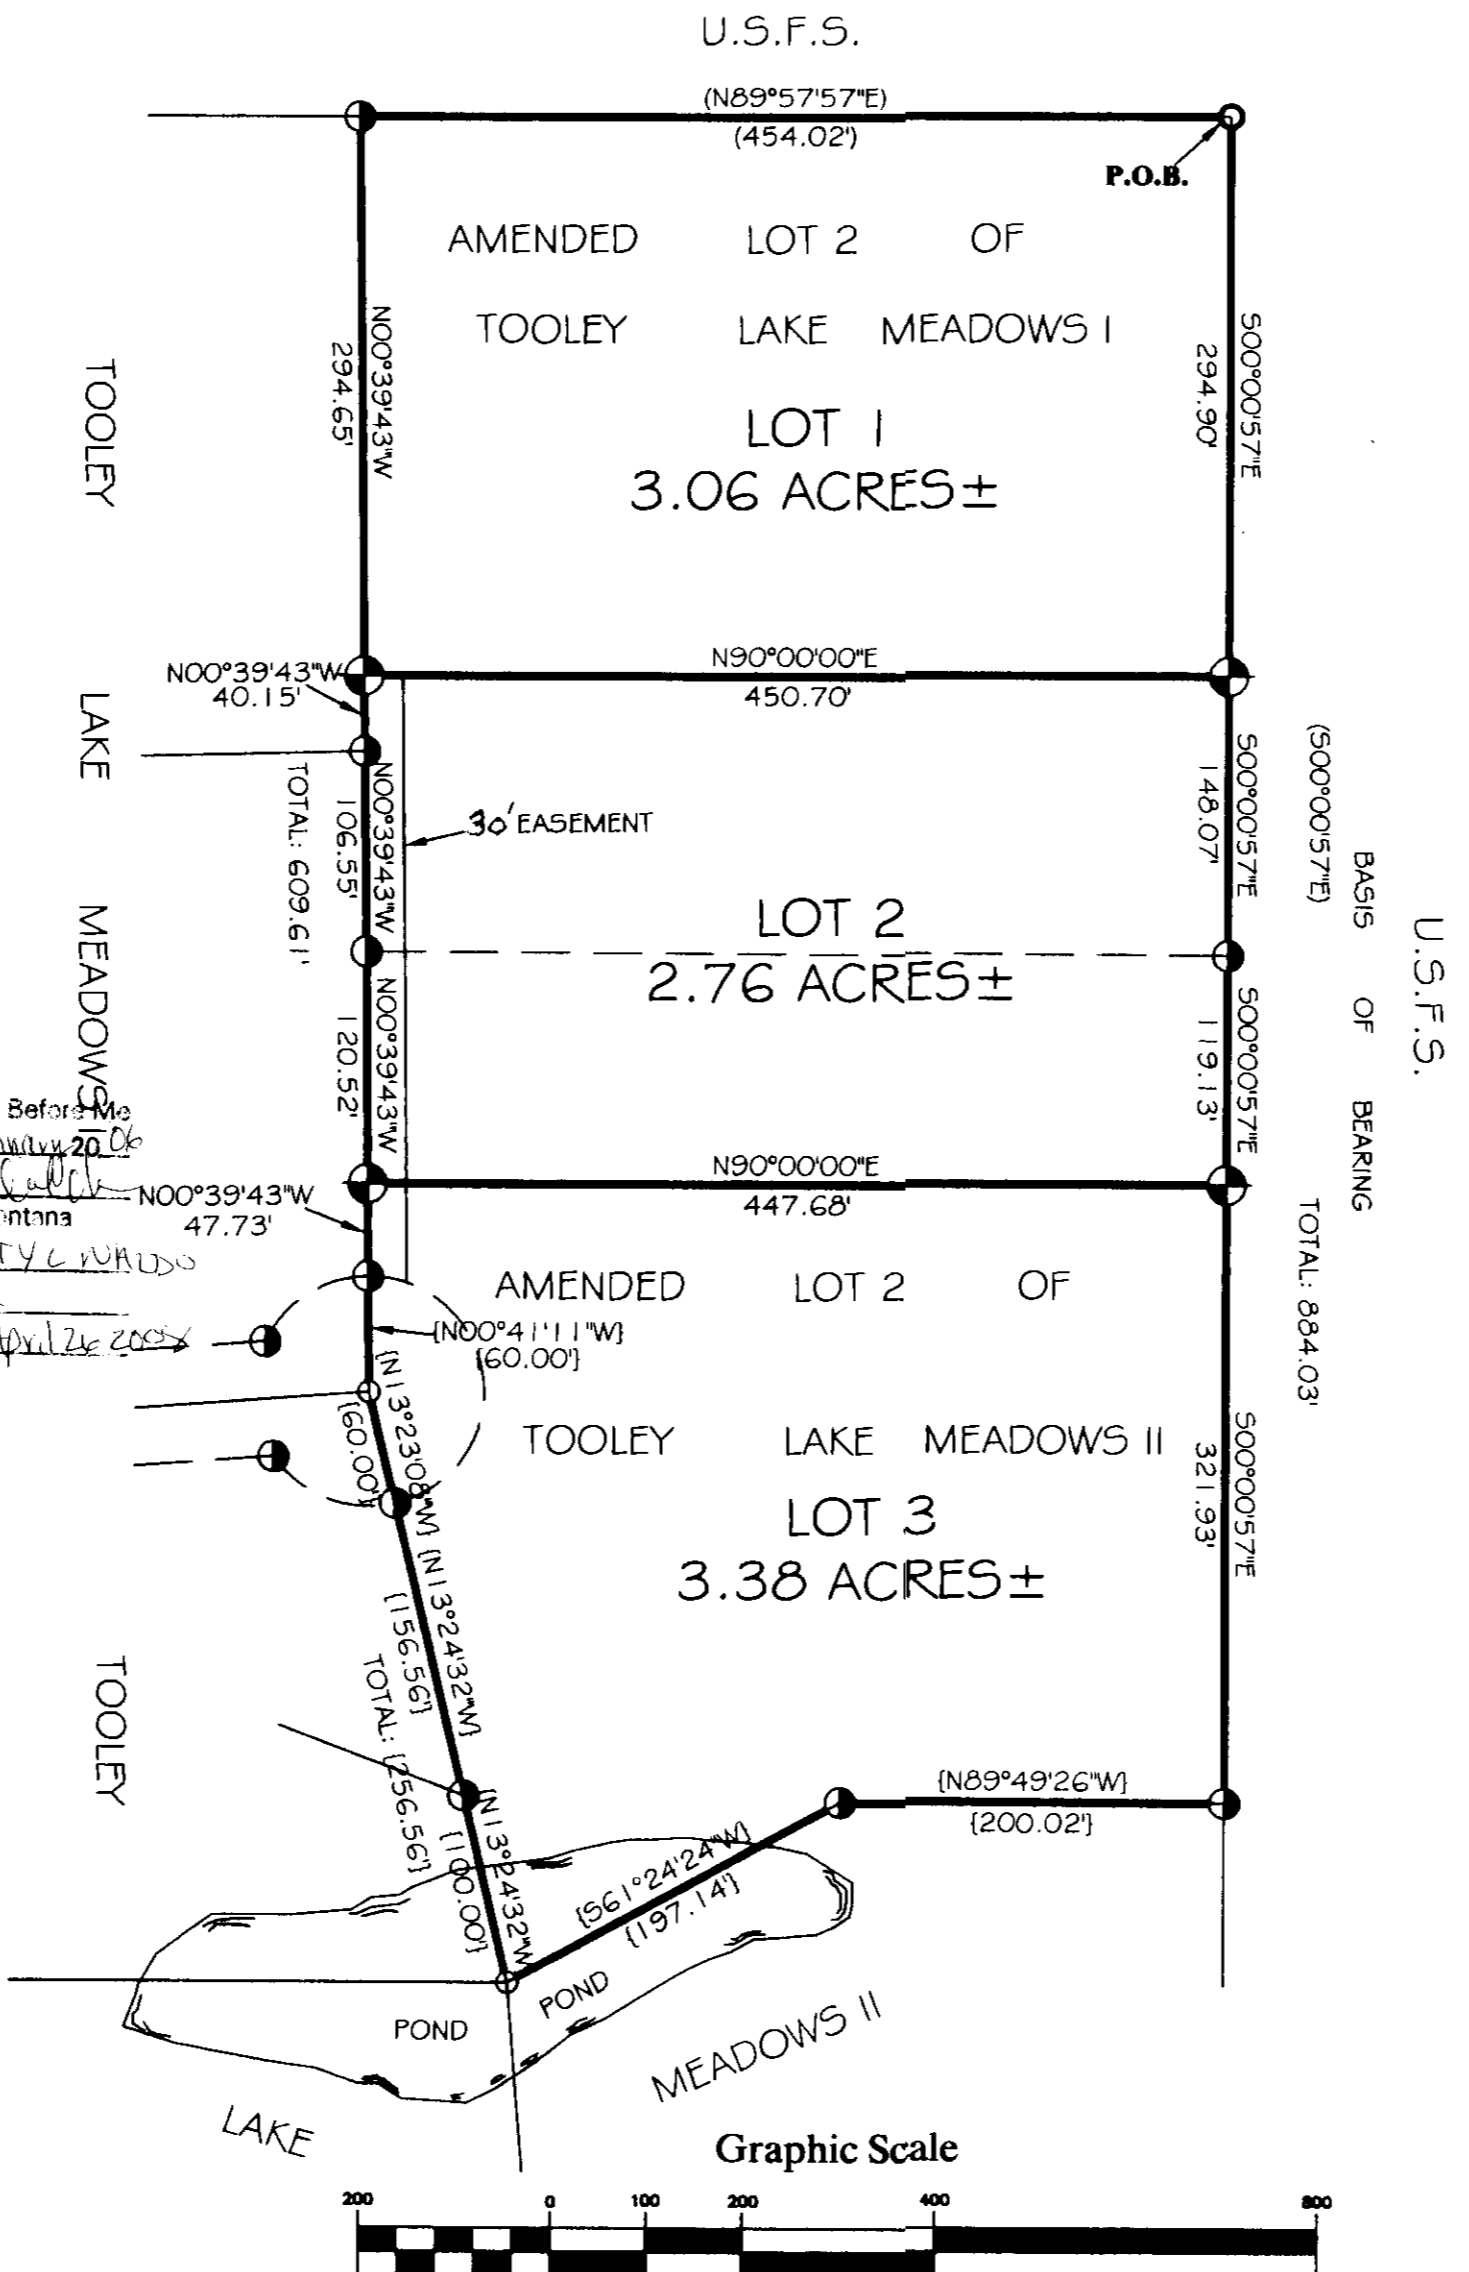 U.S.F.S.
(N89°57'57"E)
(454.02')
P.O.B.
AMENDED LOT 2 OF
TOOLEY LAKE MEADOWS I
LOT 1
3.06 ACRES±
N00°39'43"W
294.65'
S00°00'57"E
294.90'
TOOLEY
LAKE
MEADOWS I
N00°39'43"W
40.15'
N90°00'00"E
450.70'
N00°39'43"W
106.55'
TOTAL: 609.61'
30' EASEMENT
S00°00'57"E
148.07'
(S00°00'57"E)
BASIS OF BEARING
U.S.F.S.
LOT 2
2.76 ACRES±
N00°39'43"W
120.52'
S00°00'57"E
119.13'
Before Me
20 06
N00°39'43"W
47.73'
N90°00'00"E
447.68'
TOTAL: 884.03'
April 26 2008
AMENDED LOT 2 OF
{N00°41'11"W}
{60.00'}
{N13°23'08"W}
{60.00'}
TOOLEY LAKE MEADOWS II
LOT 3
3.38 ACRES±
S00°00'57"E
321.93'
{N13°24'32"W}
{156.56'}
TOTAL: {256.56'}
TOOLEY
{N89°49'26"W}
{200.02'}
{N13°24'32"W
{100.00'}
{S61°24'24"W}
{197.14'}
POND
POND
LAKE
MEADOWS II
Graphic Scale
200 0 100 200 400 800